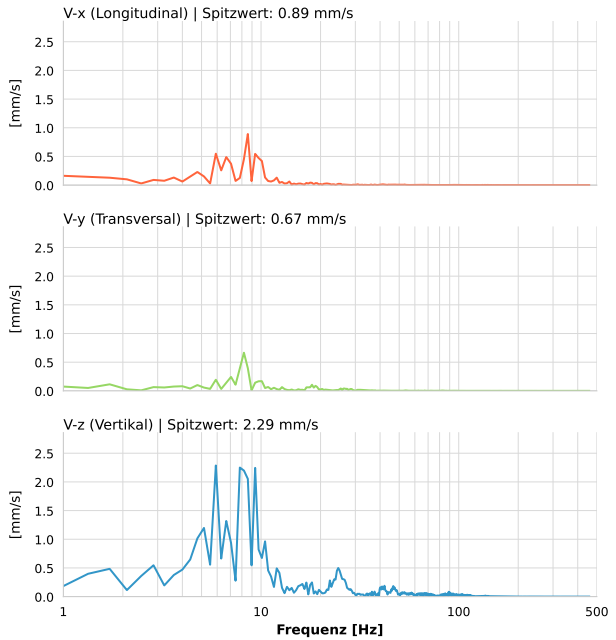 V-x (Longitudinal) | Spitzwert: 0.89 mm/s
2.5
2.0
1.5
1.0
0.5
0.0
[mm/s]
V-y (Transversal) | Spitzwert: 0.67 mm/s
2.5
2.0
1.5
1.0
0.5
0.0
[mm/s]
V-z (Vertikal) | Spitzwert: 2.29 mm/s
2.5
2.0
1.5
1.0
0.5
0.0
[mm/s]
1 10 100 500
Frequenz [Hz]